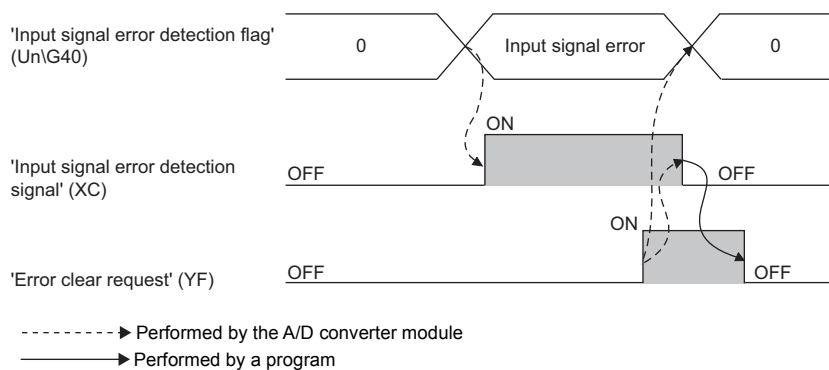 'Input signal error detection flag'
(Un\G40)
0
Input signal error
0
ON
'Input signal error detection
signal' (XC)
OFF
OFF
ON
'Error clear request' (YF)
OFF
OFF
Performed by the A/D converter module
Performed by a program